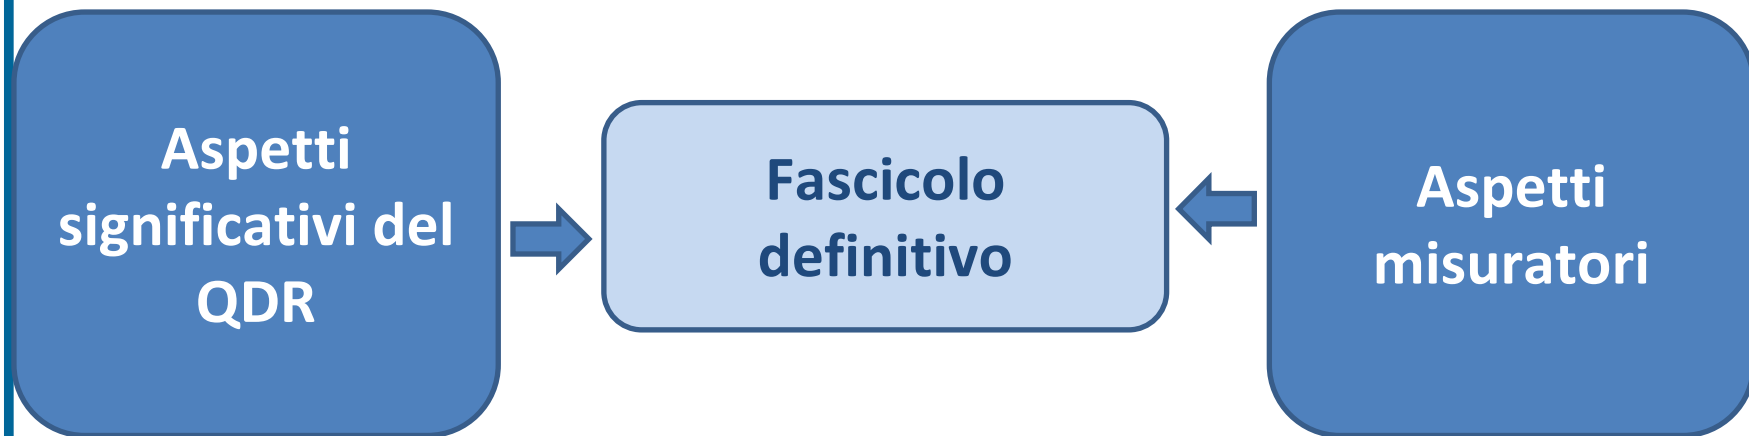 Aspetti
significativi del
QDR
Fascicolo
definitivo
Aspetti
misuratori